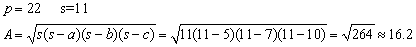 p = 22 s=11
A = √s(s−a)(s−b)(s−c) = √11(11−5)(11−7)(11−10) = √264 ≈ 16.2